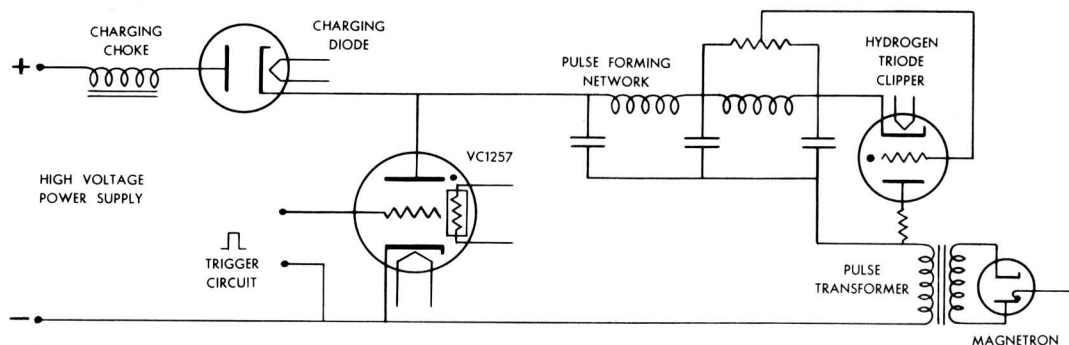 CHARGING
CHOKE
CHARGING
DIODE
+
PULSE FORMING
NETWORK
HYDROGEN
TRIODE
CLIPPER
VC1257
HIGH VOLTAGE
POWER SUPPLY
TRIGGER
CIRCUIT
PULSE
TRANSFORMER
−
MAGNETRON